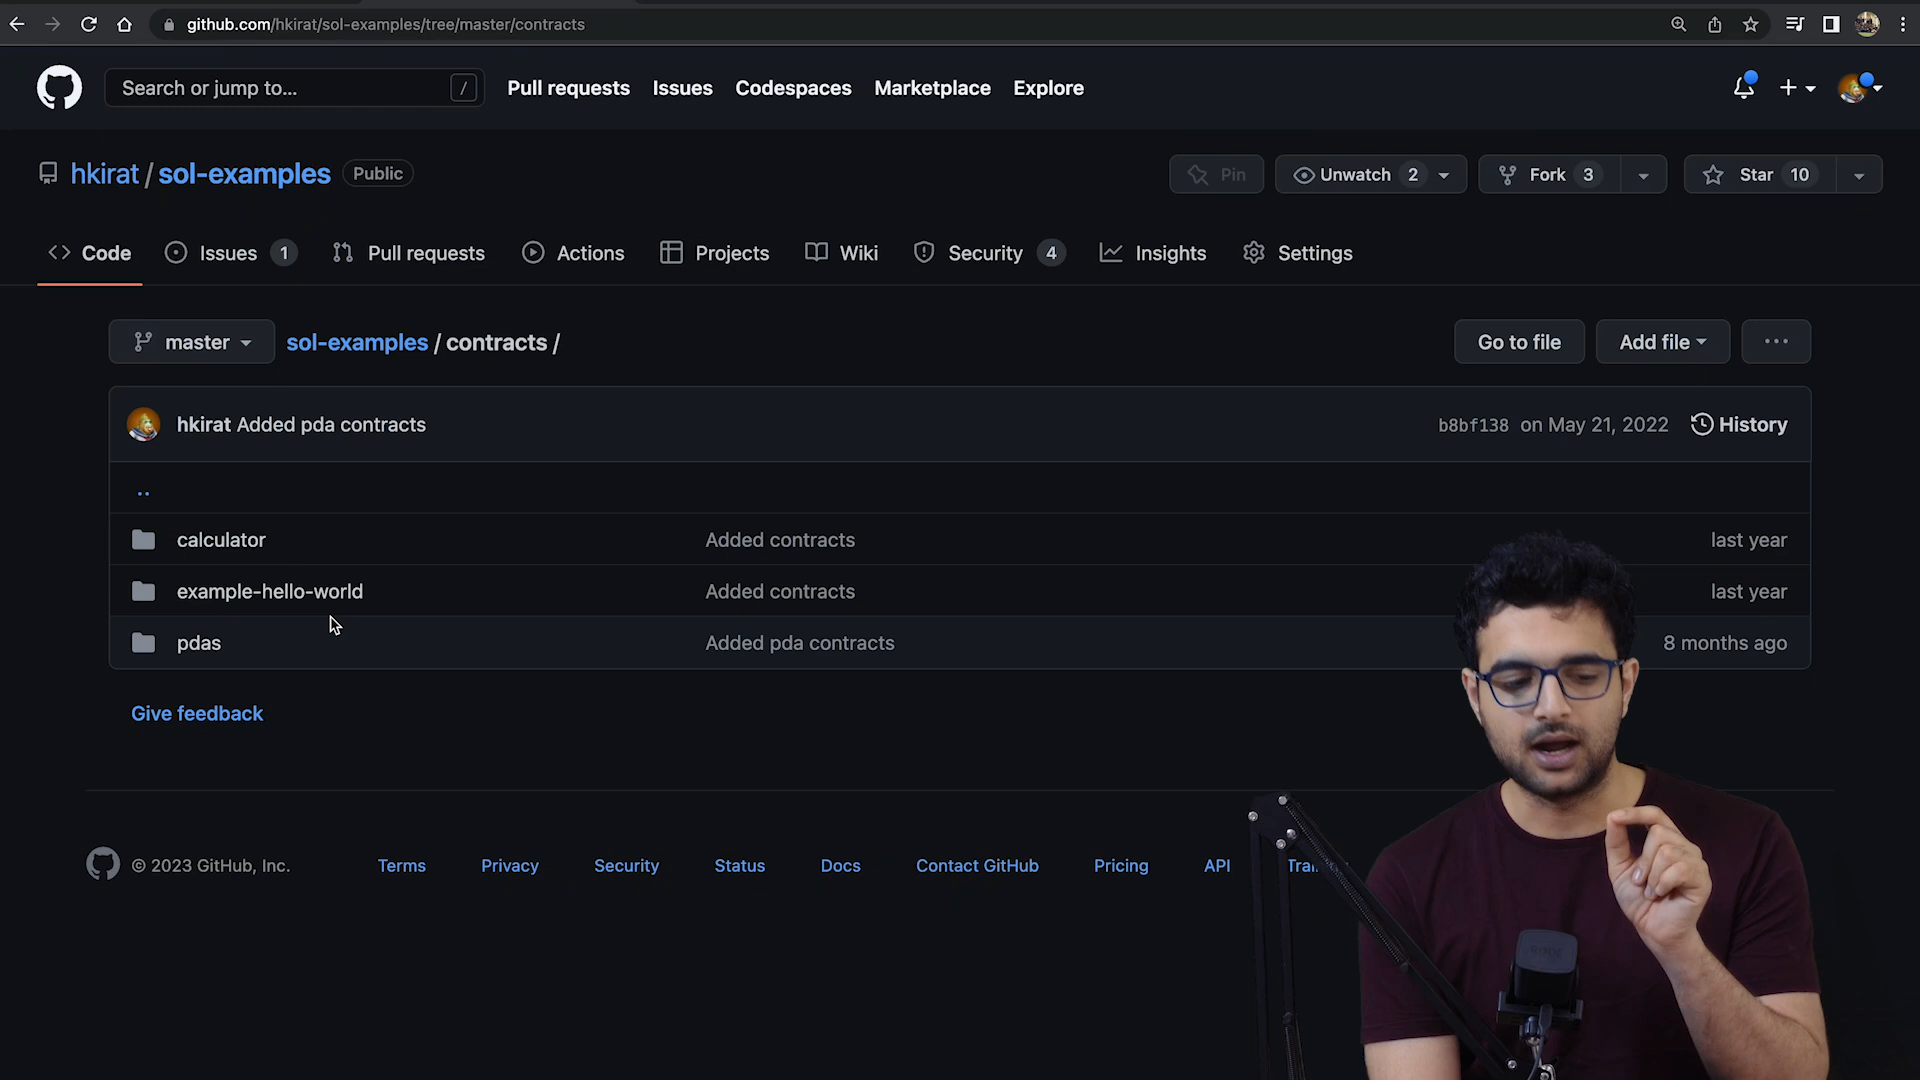 github.com/hkirat/sol-examples/tree/master/contracts
Search or jump to... /
Pull requests Issues Codespaces Marketplace Explore
hkirat / sol-examples Public
Pin Unwatch 2 Fork 3 Star 10
Code Issues 1 Pull requests Actions Projects Wiki Security 4 Insights Settings
master sol-examples / contracts / Go to file Add file ...
hkirat Added pda contracts b8bf138 on May 21, 2022 History
..
calculator Added contracts last year
example-hello-world Added contracts last year
pdas Added pda contracts 8 months ago
Give feedback
© 2023 GitHub, Inc. Terms Privacy Security Status Docs Contact GitHub Pricing API